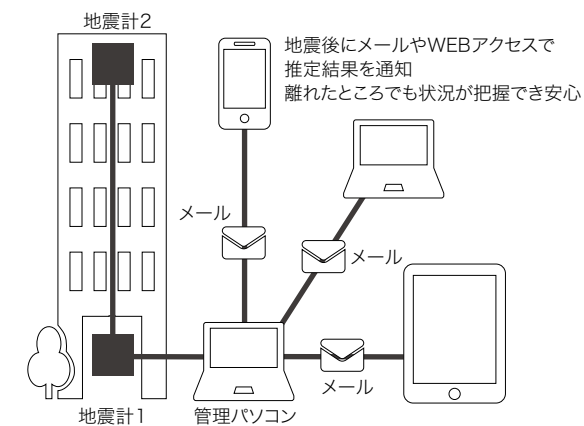 地震計2
地震後にメールやWEBアクセスで
推定結果を通知
離れたところでも状況が把握でき安心
メール
メール
メール
地震計1
管理パソコン